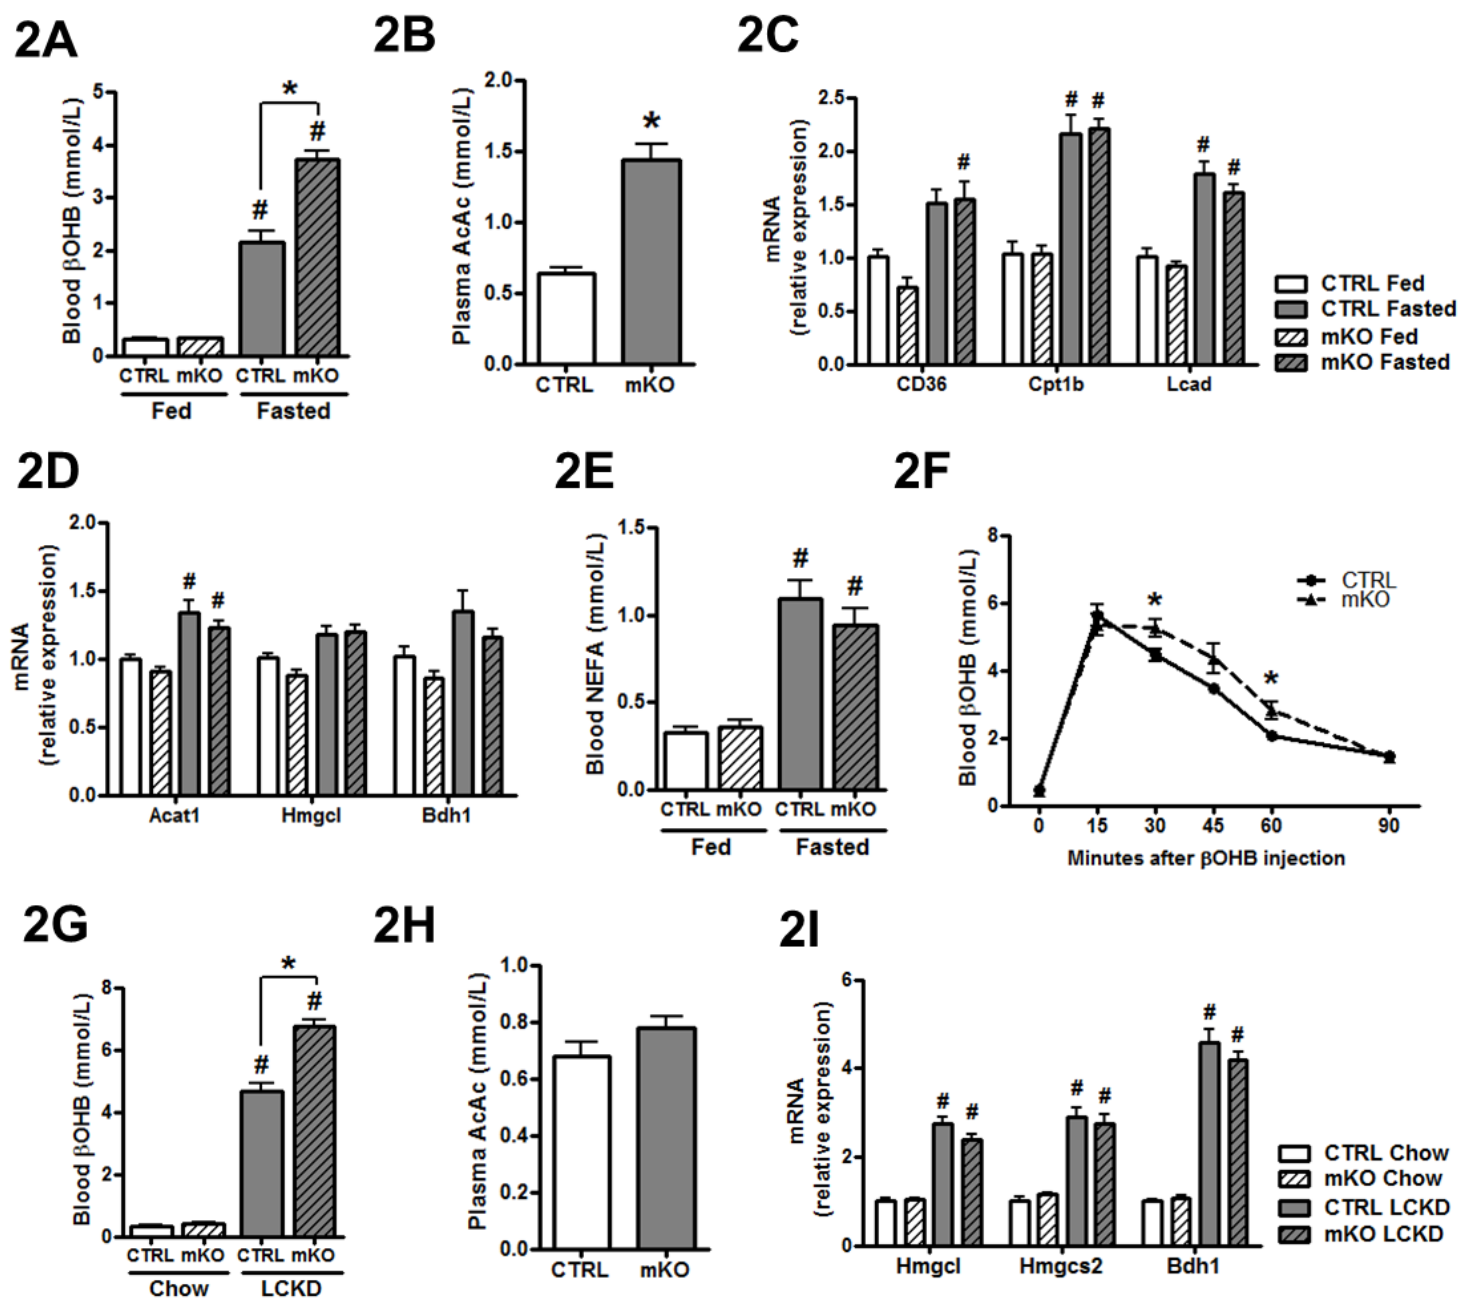 2A
Blood βOHB (mmol/L)
5
4
3
2
1
0
*
#
#
CTRL mKO CTRL mKO
Fed Fasted
2B
Plasma AcAc (mmol/L)
2.0
1.5
1.0
0.5
0.0
*
CTRL mKO
2C
mRNA
(relative expression)
2.5
2.0
1.5
1.0
0.5
0.0
#
# #
# #
CD36 Cpt1b Lcad
CTRL Fed
CTRL Fasted
mKO Fed
mKO Fasted
2D
mRNA
(relative expression)
2.0
1.5
1.0
0.5
0.0
# #
Acat1 Hmgcl Bdh1
2E
Blood NEFA (mmol/L)
1.5
1.0
0.5
0.0
# #
CTRL mKO CTRL mKO
Fed Fasted
2F
Blood βOHB (mmol/L)
8
6
4
2
0
* *
CTRL
mKO
0 15 30 45 60 90
Minutes after βOHB injection
2G
Blood βOHB (mmol/L)
8
6
4
2
0
*
#
#
CTRL mKO CTRL mKO
Chow LCKD
2H
Plasma AcAc (mmol/L)
1.0
0.8
0.6
0.4
0.2
0.0
CTRL mKO
2I
mRNA
(relative expression)
6
4
2
0
# #
# #
# #
Hmgcl Hmgcs2 Bdh1
CTRL Chow
mKO Chow
CTRL LCKD
mKO LCKD